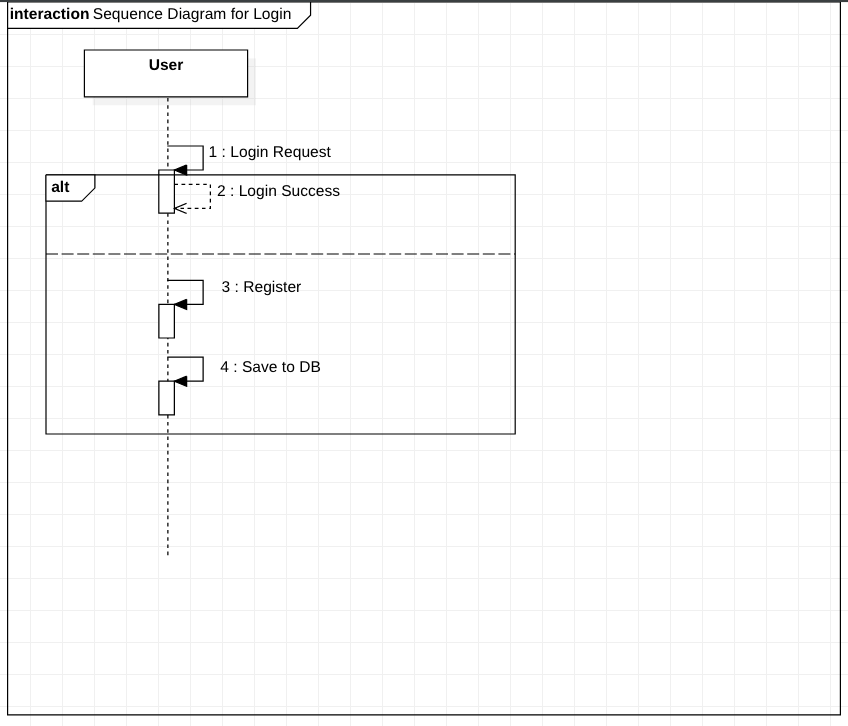 interaction Sequence Diagram for Login
User
1 : Login Request
alt
2 : Login Success
3 : Register
4 : Save to DB